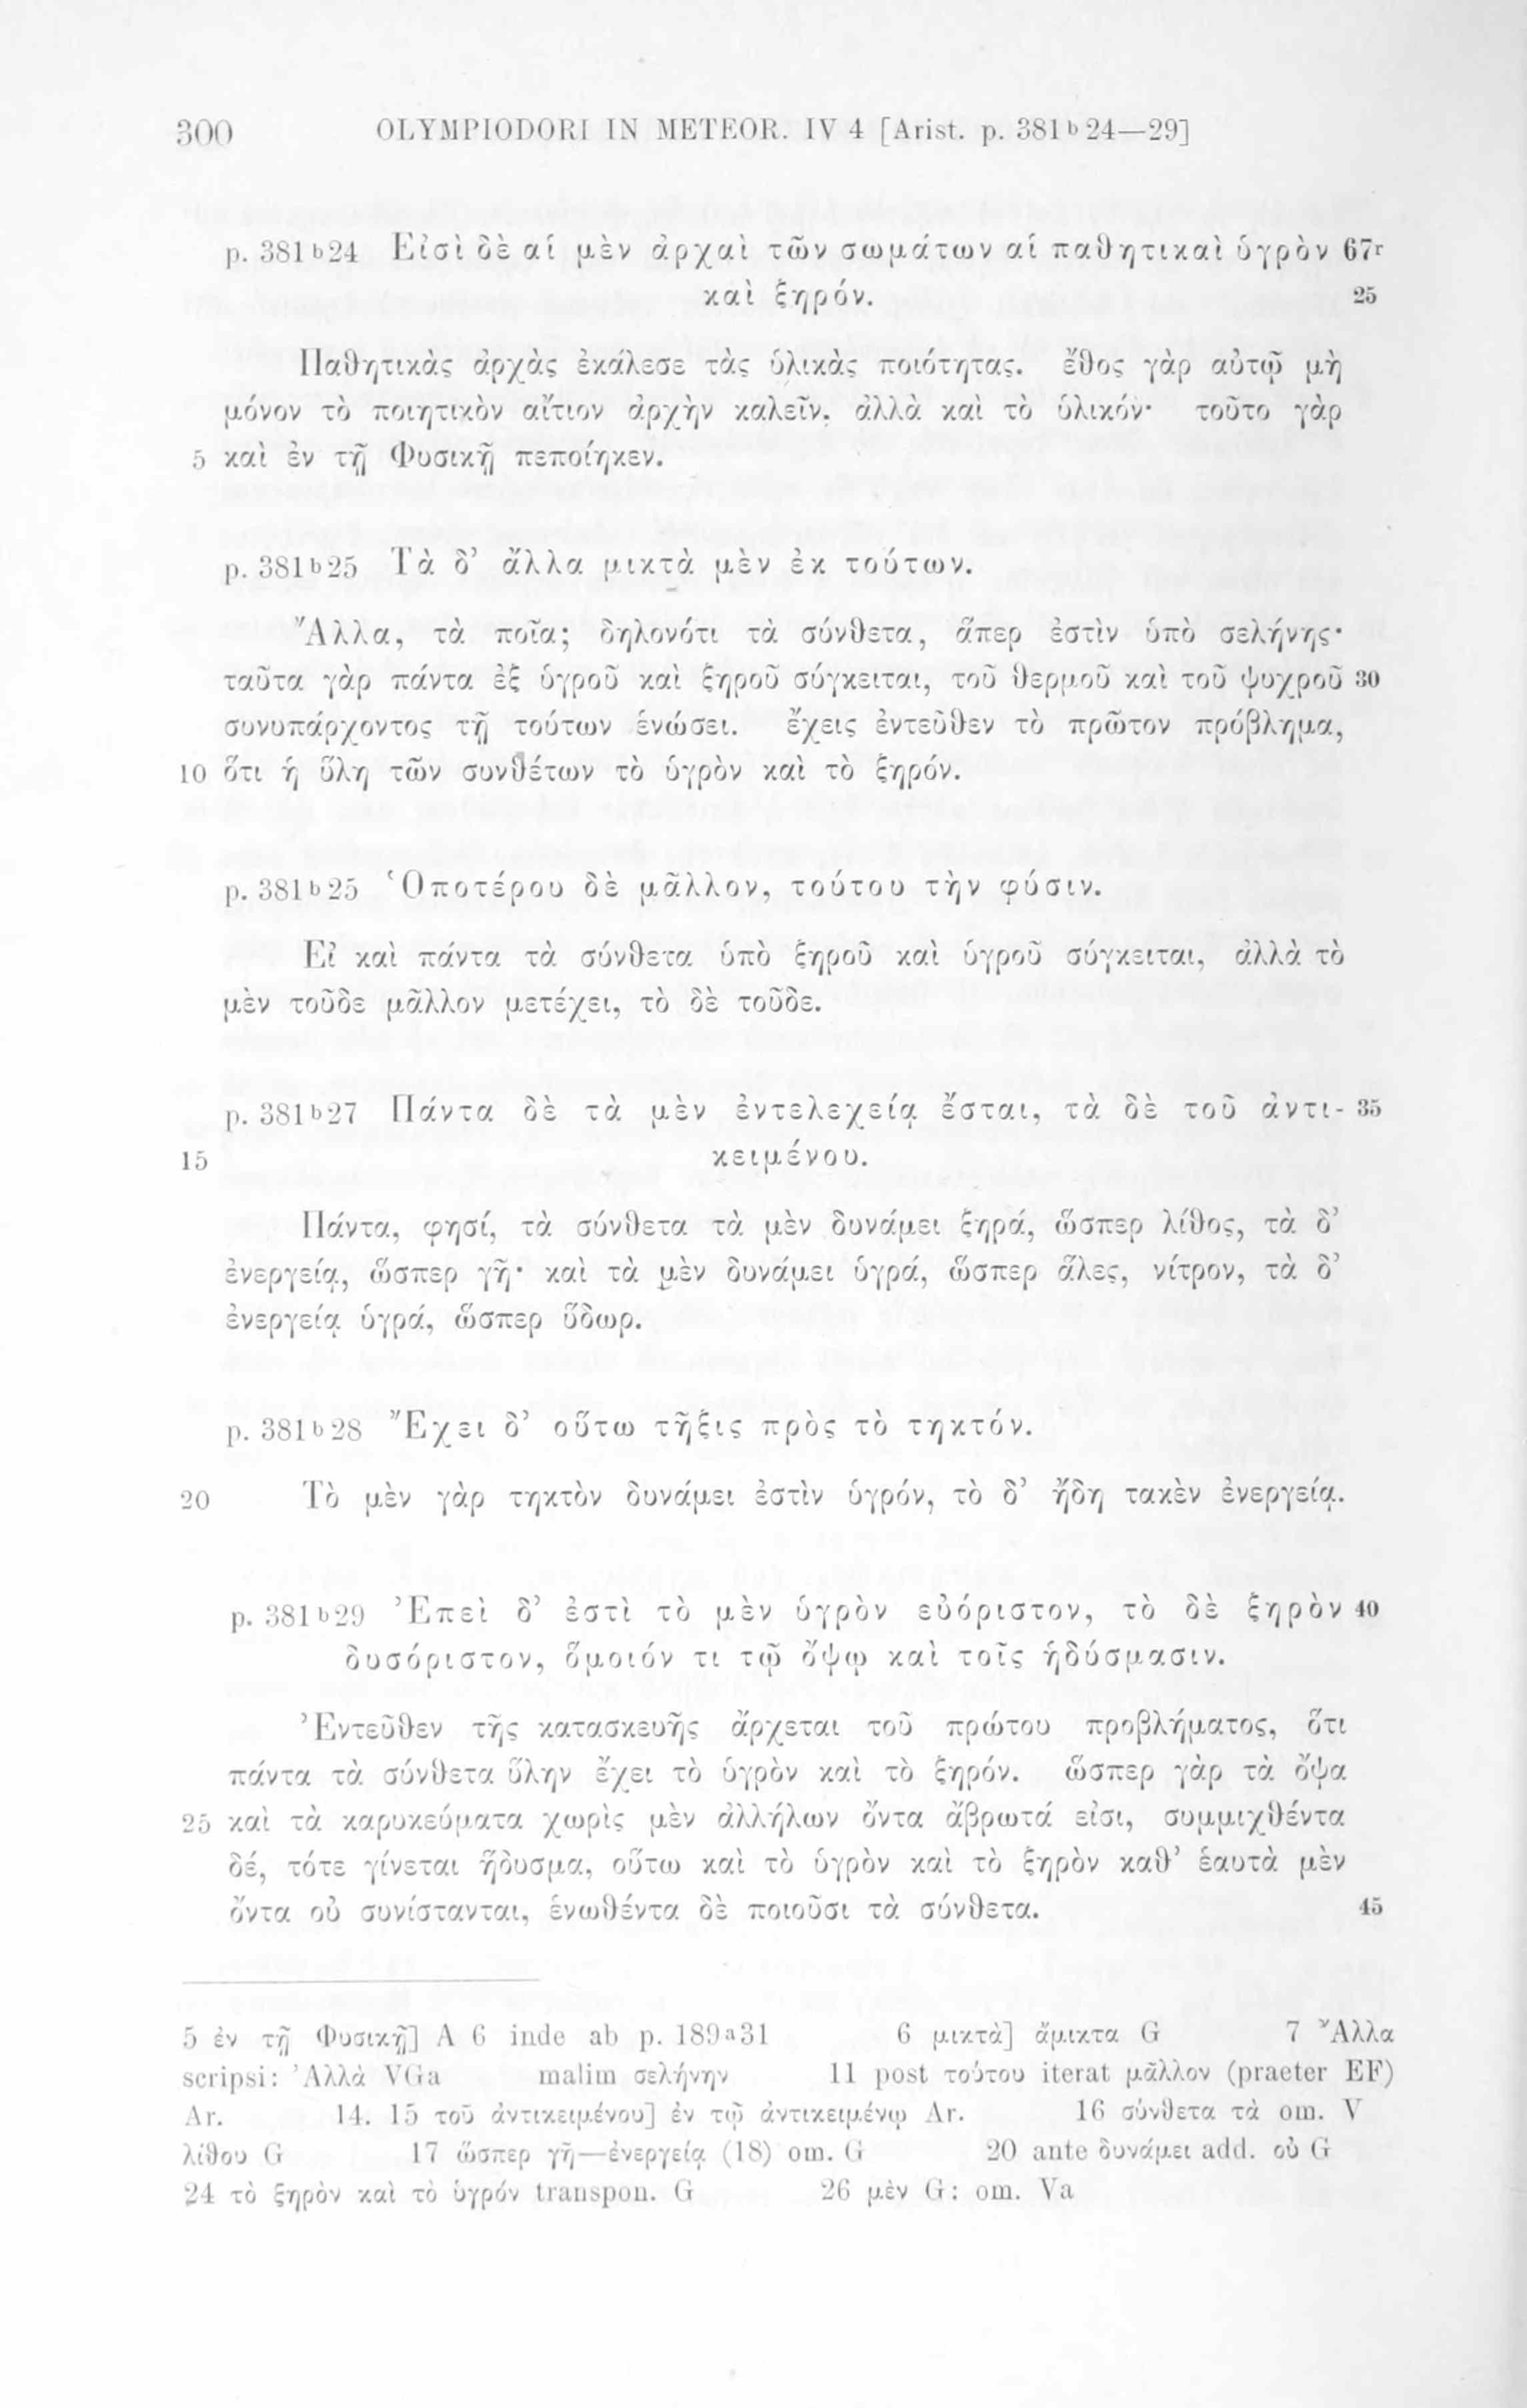 300 OLYMPIODORI IN METEOR. IV 4 [Arist. p. 381 b 24—29]
p. 381 b 24 Εἰσὶ δὲ αἱ μὲν ἀρχαὶ τῶν σωμάτων αἱ παθητικαὶ ὑγρὸν 67r
καὶ ξηρόν. 25
Παθητικὰς ἀρχὰς ἐκάλεσε τὰς ὑλικὰς ποιότητας. ἔθος γὰρ αὐτῷ μὴ
μόνον τὸ ποιητικὸν αἴτιον ἀρχὴν καλεῖν, ἀλλὰ καὶ τὸ ὑλικόν· τοῦτο γὰρ
5 καὶ ἐν τῇ Φυσικῇ πεποίηκεν.
p. 381 b 25 Τὰ δ’ ἄλλα μικτὰ μὲν ἐκ τούτων.
Ἄλλα, τὰ ποῖα; δηλονότι τὰ σύνθετα, ἅπερ ἐστὶν ὑπὸ σελήνης·
ταῦτα γὰρ πάντα ἐξ ὑγροῦ καὶ ξηροῦ σύγκειται, τοῦ θερμοῦ καὶ τοῦ ψυχροῦ 30
συνυπάρχοντος τῇ τούτων ἑνώσει. ἔχεις ἐντεῦθεν τὸ πρῶτον πρόβλημα,
10 ὅτι ἡ ὕλη τῶν συνθέτων τὸ ὑγρὸν καὶ τὸ ξηρόν.
p. 381 b 25 Ὁποτέρου δὲ μᾶλλον, τούτου τὴν φύσιν.
Εἰ καὶ πάντα τὰ σύνθετα ὑπὸ ξηροῦ καὶ ὑγροῦ σύγκειται, ἀλλὰ τὸ
μὲν τοῦδε μᾶλλον μετέχει, τὸ δὲ τοῦδε.
p. 381 b 27 Πάντα δὲ τὰ μὲν ἐντελεχείᾳ ἔσται, τὰ δὲ τοῦ ἀντι- 35
15 κειμένου.
Πάντα, φησί, τὰ σύνθετα τὰ μὲν δυνάμει ξηρά, ὥσπερ λίθος, τὰ δ’
ἐνεργείᾳ, ὥσπερ γῆ· καὶ τὰ μὲν δυνάμει ὑγρά, ὥσπερ ἅλες, νίτρον, τὰ δ’
ἐνεργείᾳ ὑγρά, ὥσπερ ὕδωρ.
p. 381 b 28 Ἔχει δ’ οὕτω τῆξις πρὸς τὸ τηκτόν.
20 Τὸ μὲν γὰρ τηκτὸν δυνάμει ἐστὶν ὑγρόν, τὸ δ’ ἤδη τακὲν ἐνεργείᾳ.
p. 381 b 29 Ἐπεὶ δ’ ἐστὶ τὸ μὲν ὑγρὸν εὐόριστον, τὸ δὲ ξηρὸν 40
δυσόριστον, ὅμοιόν τι τῷ ὄψῳ καὶ τοῖς ἡδύσμασιν.
Ἐντεῦθεν τῆς κατασκευῆς ἄρχεται τοῦ πρώτου προβλήματος, ὅτι
πάντα τὰ σύνθετα ὕλην ἔχει τὸ ὑγρὸν καὶ τὸ ξηρόν. ὥσπερ γὰρ τὰ ὄψα
25 καὶ τὰ καρυκεύματα χωρὶς μὲν ἀλλήλων ὄντα ἄβρωτά εἰσι, συμμιχθέντα
δέ, τότε γίνεται ἥδυσμα, οὕτω καὶ τὸ ὑγρὸν καὶ τὸ ξηρὸν καθ’ ἑαυτὰ μὲν
ὄντα οὐ συνίστανται, ἑνωθέντα δὲ ποιοῦσι τὰ σύνθετα. 45
5 ἐν τῇ Φυσικῇ] A 6 inde ab p. 189 a 31 6 μικτὰ] ἄμικτα G 7 Ἄλλα
scripsi: Ἀλλὰ VGa malim σελήνην 11 post τούτου iterat μᾶλλον (praeter EF)
Ar. 14. 15 τοῦ ἀντικειμένου] ἐν τῷ ἀντικειμένῳ Ar. 16 σύνθετα τὰ om. V
λίθου G 17 ὥσπερ γῆ—ἐνεργείᾳ (18) om. G 20 ante δυνάμει add. οὐ G
24 τὸ ξηρὸν καὶ τὸ ὑγρόν transpon. G 26 μὲν G: om. Va